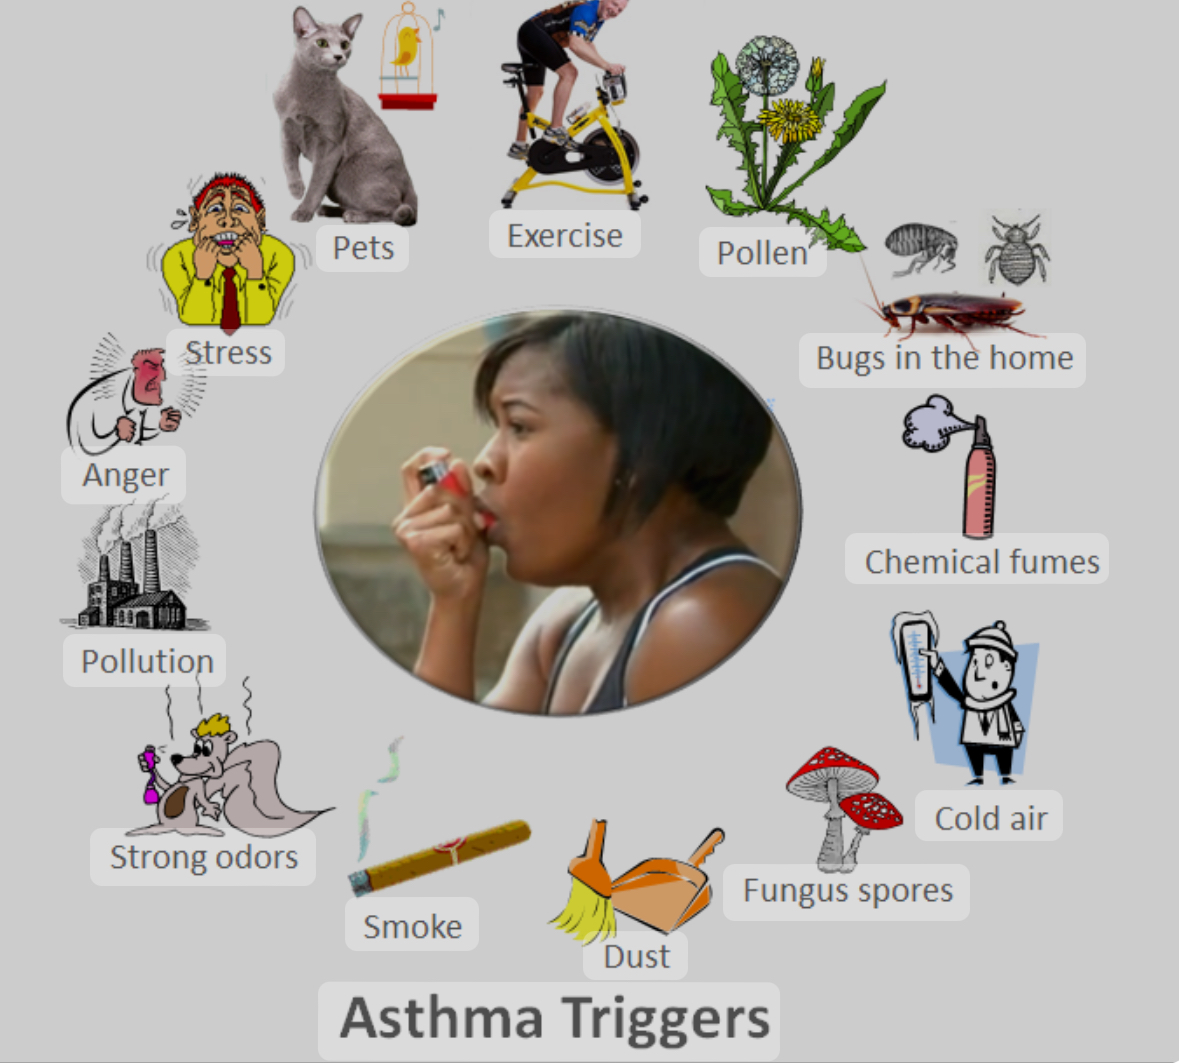 Pets
Exercise
Pollen
Stress
Bugs in the home
Anger
Chemical fumes
Pollution
Cold air
Strong odors
Fungus spores
Smoke
Dust
Asthma Triggers